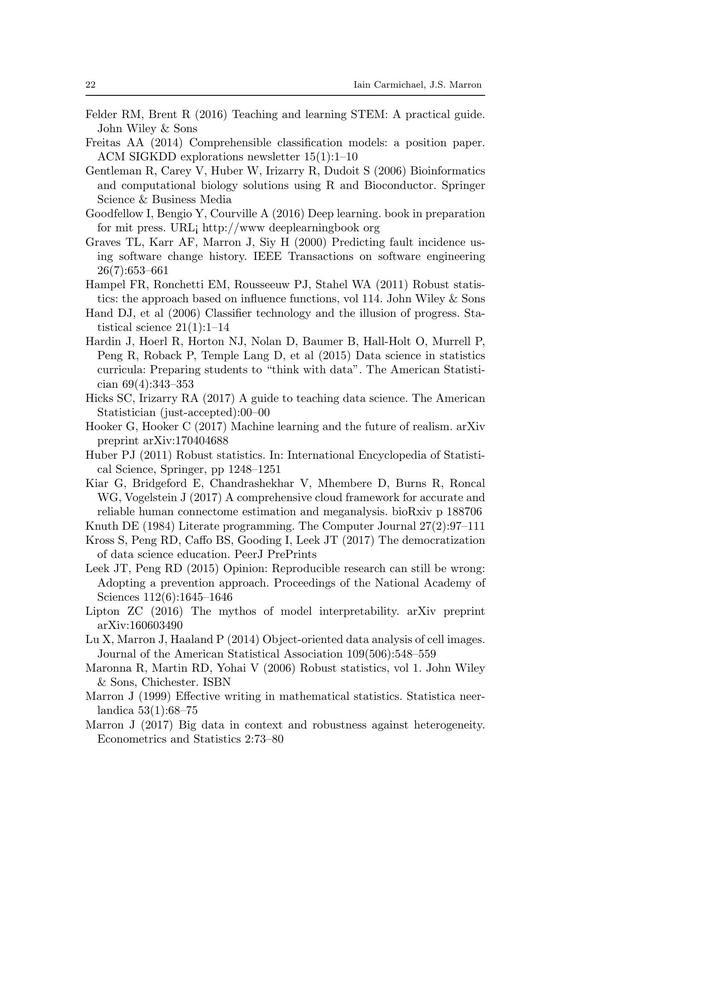 22 Iain Carmichael, J.S. Marron
Felder RM, Brent R (2016) Teaching and learning STEM: A practical guide.
John Wiley & Sons
Freitas AA (2014) Comprehensible classification models: a position paper.
ACM SIGKDD explorations newsletter 15(1):1–10
Gentleman R, Carey V, Huber W, Irizarry R, Dudoit S (2006) Bioinformatics
and computational biology solutions using R and Bioconductor. Springer
Science & Business Media
Goodfellow I, Bengio Y, Courville A (2016) Deep learning. book in preparation
for mit press. URL¡ http://www deeplearningbook org
Graves TL, Karr AF, Marron J, Siy H (2000) Predicting fault incidence us-
ing software change history. IEEE Transactions on software engineering
26(7):653–661
Hampel FR, Ronchetti EM, Rousseeuw PJ, Stahel WA (2011) Robust statis-
tics: the approach based on influence functions, vol 114. John Wiley & Sons
Hand DJ, et al (2006) Classifier technology and the illusion of progress. Sta-
tistical science 21(1):1–14
Hardin J, Hoerl R, Horton NJ, Nolan D, Baumer B, Hall-Holt O, Murrell P,
Peng R, Roback P, Temple Lang D, et al (2015) Data science in statistics
curricula: Preparing students to “think with data”. The American Statisti-
cian 69(4):343–353
Hicks SC, Irizarry RA (2017) A guide to teaching data science. The American
Statistician (just-accepted):00–00
Hooker G, Hooker C (2017) Machine learning and the future of realism. arXiv
preprint arXiv:170404688
Huber PJ (2011) Robust statistics. In: International Encyclopedia of Statisti-
cal Science, Springer, pp 1248–1251
Kiar G, Bridgeford E, Chandrashekhar V, Mhembere D, Burns R, Roncal
WG, Vogelstein J (2017) A comprehensive cloud framework for accurate and
reliable human connectome estimation and meganalysis. bioRxiv p 188706
Knuth DE (1984) Literate programming. The Computer Journal 27(2):97–111
Kross S, Peng RD, Caffo BS, Gooding I, Leek JT (2017) The democratization
of data science education. PeerJ PrePrints
Leek JT, Peng RD (2015) Opinion: Reproducible research can still be wrong:
Adopting a prevention approach. Proceedings of the National Academy of
Sciences 112(6):1645–1646
Lipton ZC (2016) The mythos of model interpretability. arXiv preprint
arXiv:160603490
Lu X, Marron J, Haaland P (2014) Object-oriented data analysis of cell images.
Journal of the American Statistical Association 109(506):548–559
Maronna R, Martin RD, Yohai V (2006) Robust statistics, vol 1. John Wiley
& Sons, Chichester. ISBN
Marron J (1999) Effective writing in mathematical statistics. Statistica neer-
landica 53(1):68–75
Marron J (2017) Big data in context and robustness against heterogeneity.
Econometrics and Statistics 2:73–80